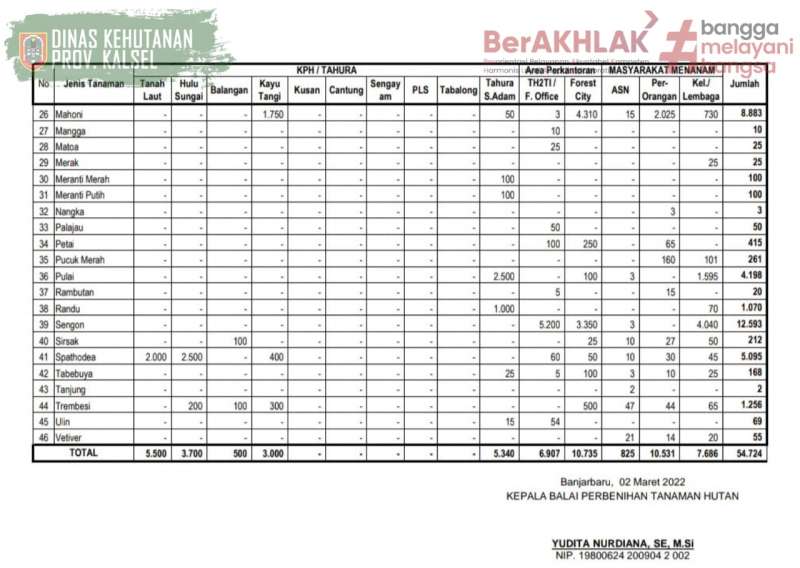 DINAS KEHUTANAN
PROV. KALSEL
BerAKHLAK
#bangga
melayani
bangsa
KPH / TAHURA Area Perkantoran MASYARAKAT MENANAM
No Jenis Tanaman Tanah Laut Hulu Sungai Balangan Kayu Tangi Kusan Cantung Sengay am PLS Tabalong Tahura S.Adam TH2TI / F. Office Forest City ASN Per-Orangan Kel./ Lembaga Jumlah
26 Mahoni - - - 1.750 - - - - - 50 3 4.310 15 2.025 730 8.883
27 Mangga - - - - - - - - - - 10 - - - - 10
28 Matoa - - - - - - - - - - 25 - - - - 25
29 Merak - - - - - - - - - - - - - - 25 25
30 Meranti Merah - - - - - - - - - 100 - - - - - 100
31 Meranti Putih - - - - - - - - - 100 - - - - - 100
32 Nangka - - - - - - - - - - - - - 3 - 3
33 Palajau - - - - - - - - - - 50 - - - - 50
34 Petai - - - - - - - - - - 100 250 - 65 - 415
35 Pucuk Merah - - - - - - - - - - - - - 160 101 261
36 Pulai - - - - - - - - - 2.500 - 100 3 - 1.595 4.198
37 Rambutan - - - - - - - - - - 5 - - 15 - 20
38 Randu - - - - - - - - - 1.000 - - - - 70 1.070
39 Sengon - - - - - - - - - - 5.200 3.350 3 - 4.040 12.593
40 Sirsak - - 100 - - - - - - - - 25 10 27 50 212
41 Spathodea 2.000 2.500 - 400 - - - - - - 60 50 10 30 45 5.095
42 Tabebuya - - - - - - - - - 25 5 100 3 10 25 168
43 Tanjung - - - - - - - - - - - - 2 - - 2
44 Trembesi - 200 100 300 - - - - - - - 500 47 44 65 1.256
45 Ulin - - - - - - - - - 15 54 - - - - 69
46 Vetiver - - - - - - - - - - - - 21 14 20 55
TOTAL 5.500 3.700 500 3.000 - - - - - 5.340 6.907 10.735 825 10.531 7.686 54.724
Banjarbaru, 02 Maret 2022
KEPALA BALAI PERBENIHAN TANAMAN HUTAN
YUDITA NURDIANA, SE, M.Si
NIP. 19800624 200904 2 002